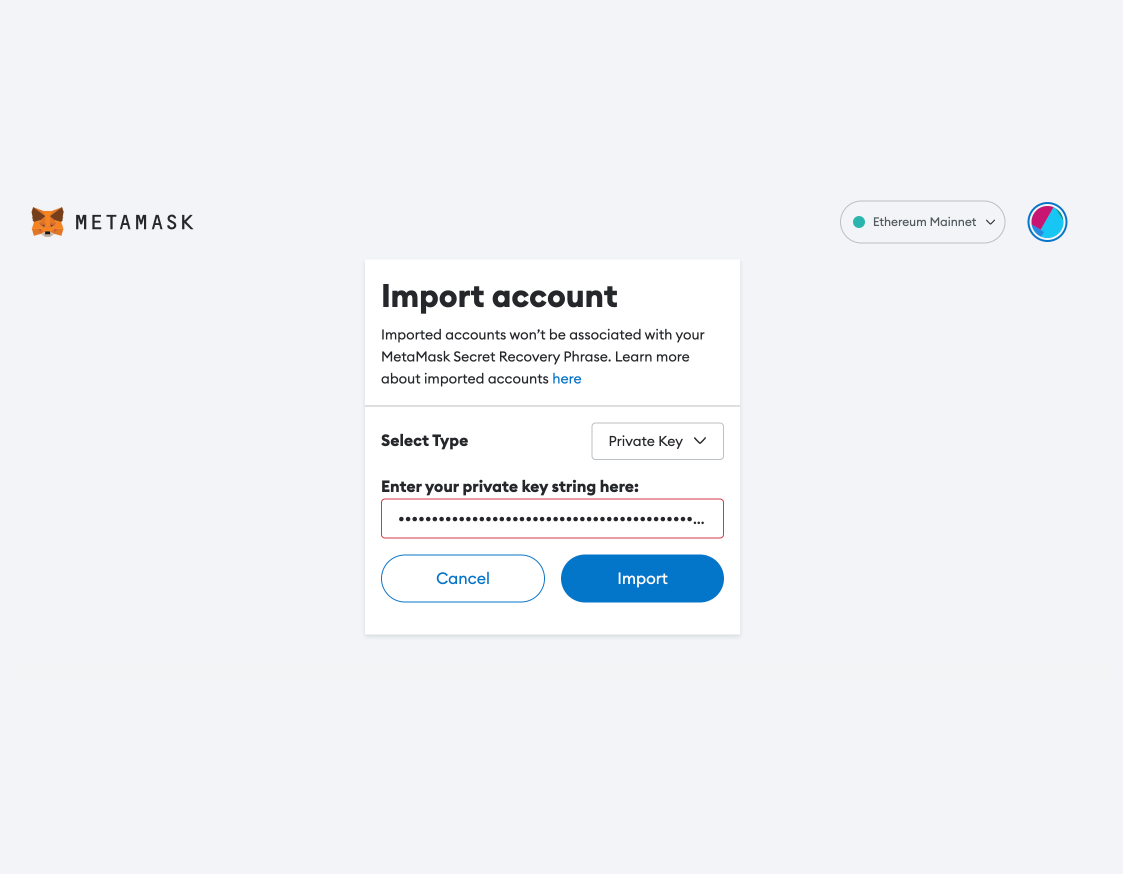 METAMASK
Ethereum Mainnet
Import account
Imported accounts won’t be associated with your
MetaMask Secret Recovery Phrase. Learn more
about imported accounts here
Select Type
Private Key
Enter your private key string here:
••••••••••••••••••••••••••••••••••••••••••••...
Cancel
Import